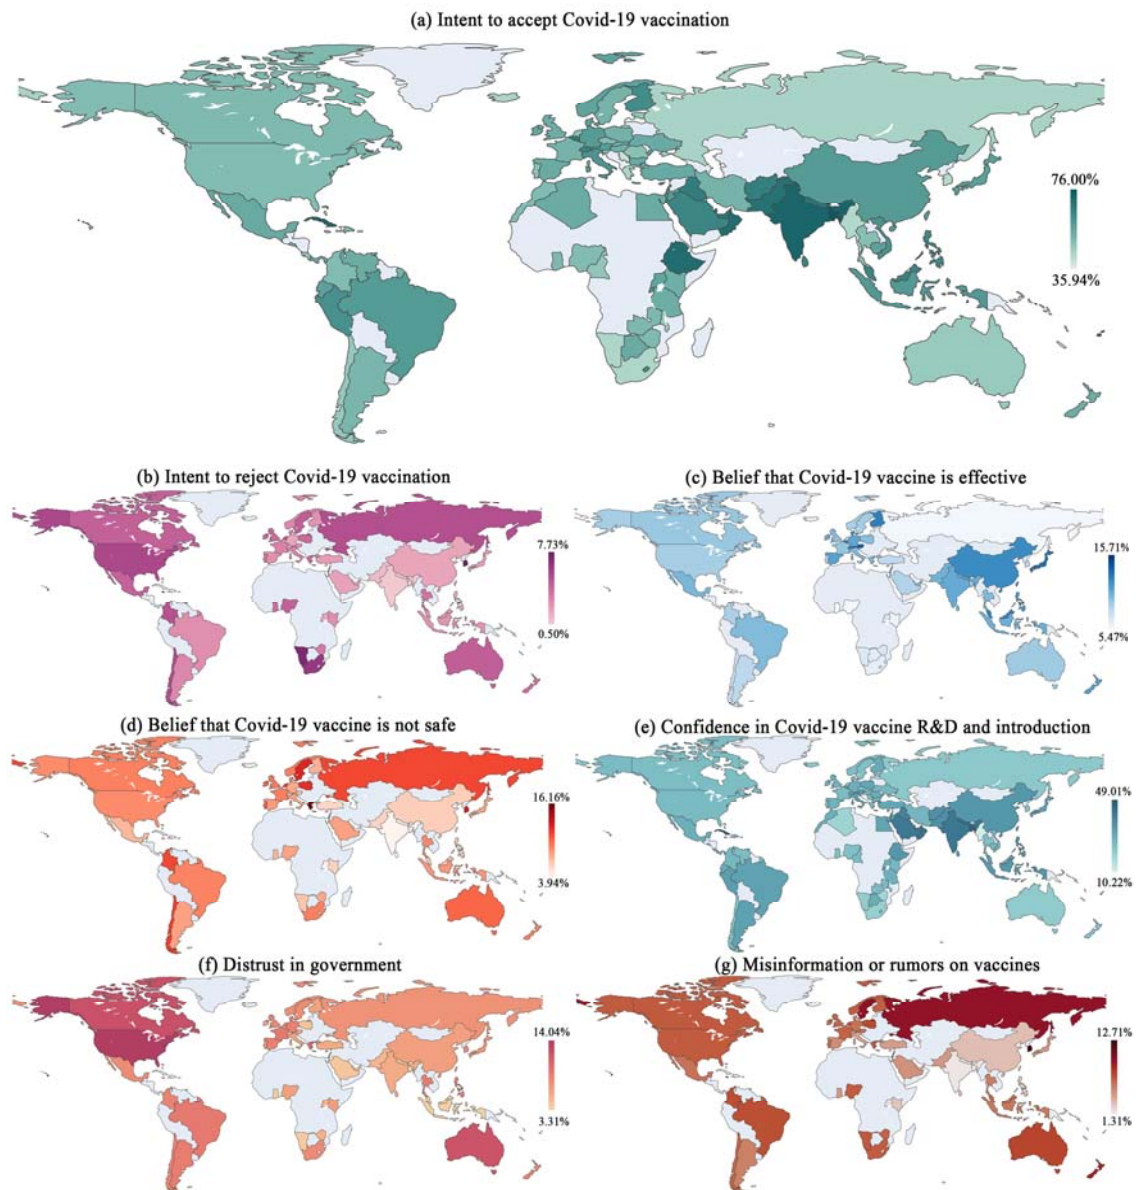 (a) Intent to accept Covid-19 vaccination
76.00%
35.94%
(b) Intent to reject Covid-19 vaccination
7.73%
0.50%
(c) Belief that Covid-19 vaccine is effective
15.71%
5.47%
(d) Belief that Covid-19 vaccine is not safe
16.16%
3.94%
(e) Confidence in Covid-19 vaccine R&D and introduction
49.01%
10.22%
(f) Distrust in government
14.04%
3.31%
(g) Misinformation or rumors on vaccines
12.71%
1.31%